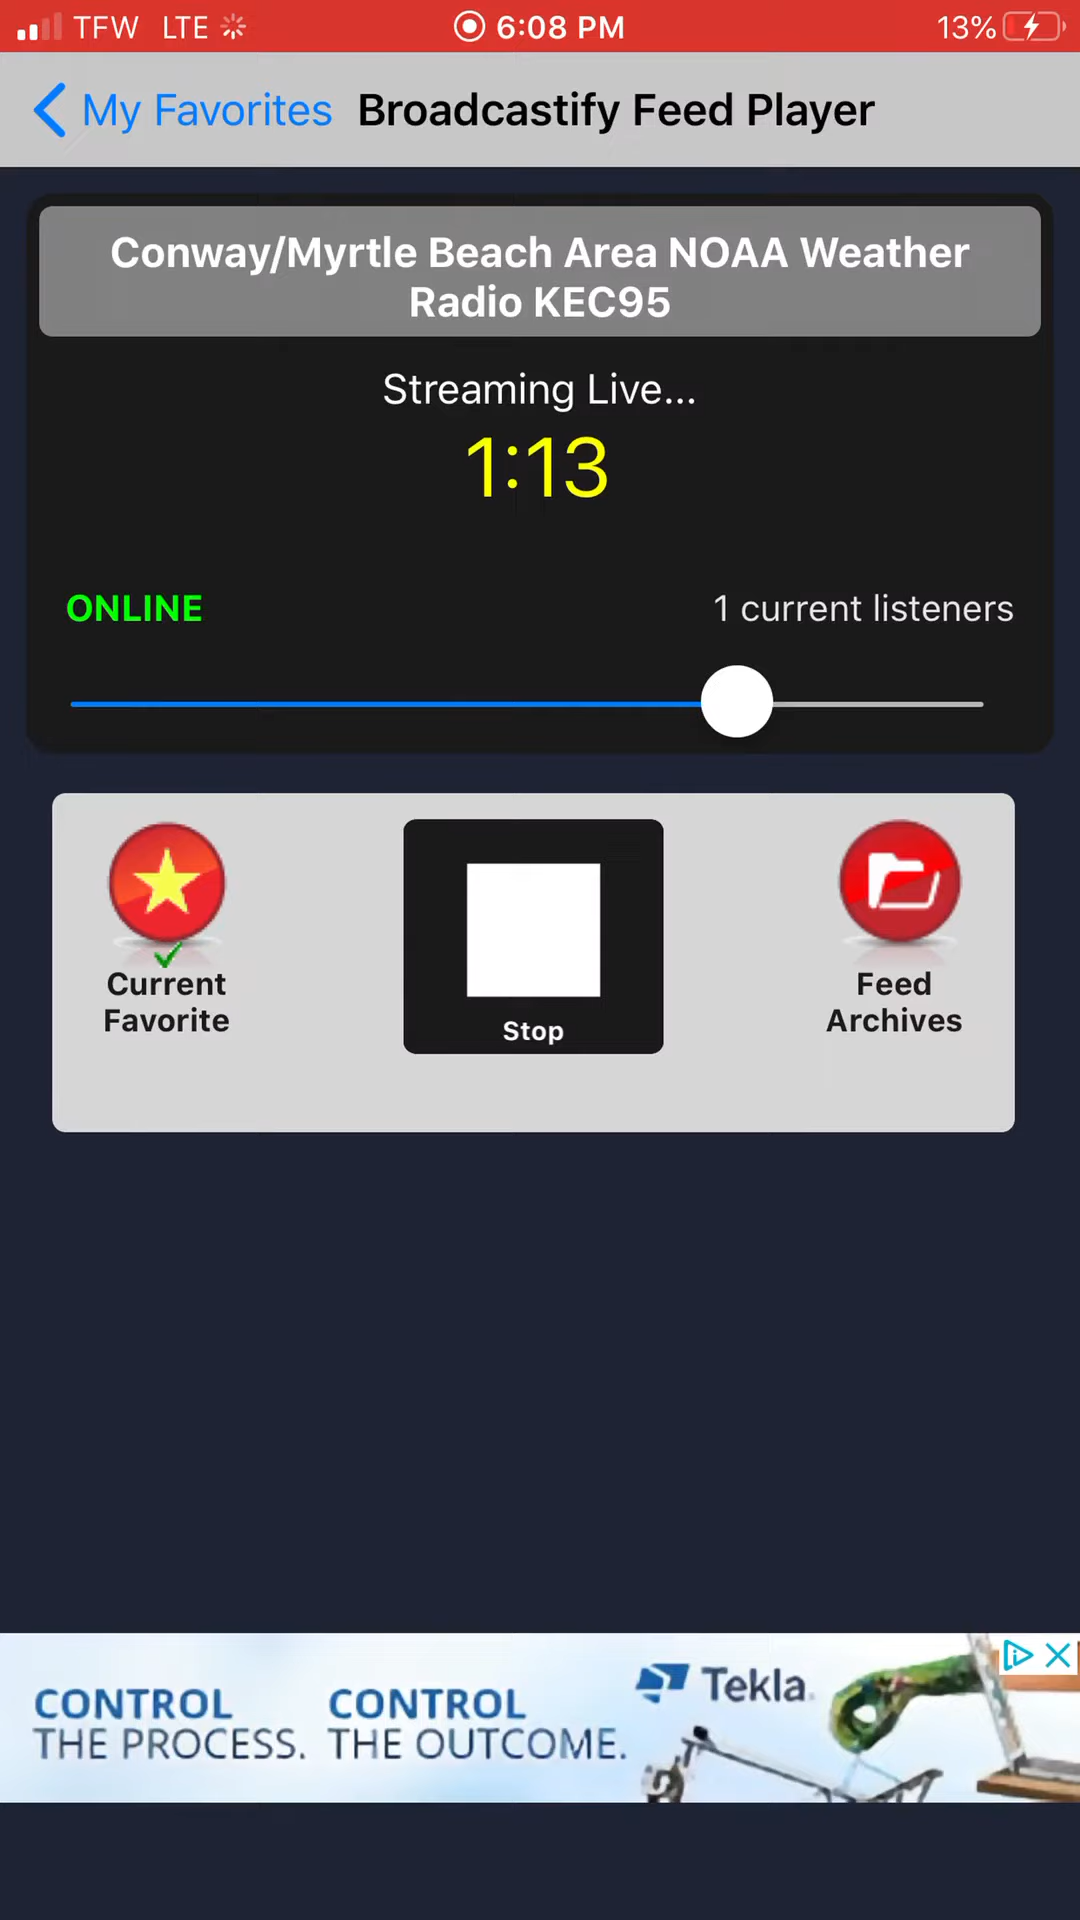 TFW LTE 6:08 PM 13%
My Favorites Broadcastify Feed Player
Conway/Myrtle Beach Area NOAA Weather
Radio KEC95
Streaming Live...
1:13
ONLINE 1 current listeners
Current
Favorite
Stop
Feed
Archives
CONTROL
THE PROCESS.
CONTROL
THE OUTCOME.
Tekla